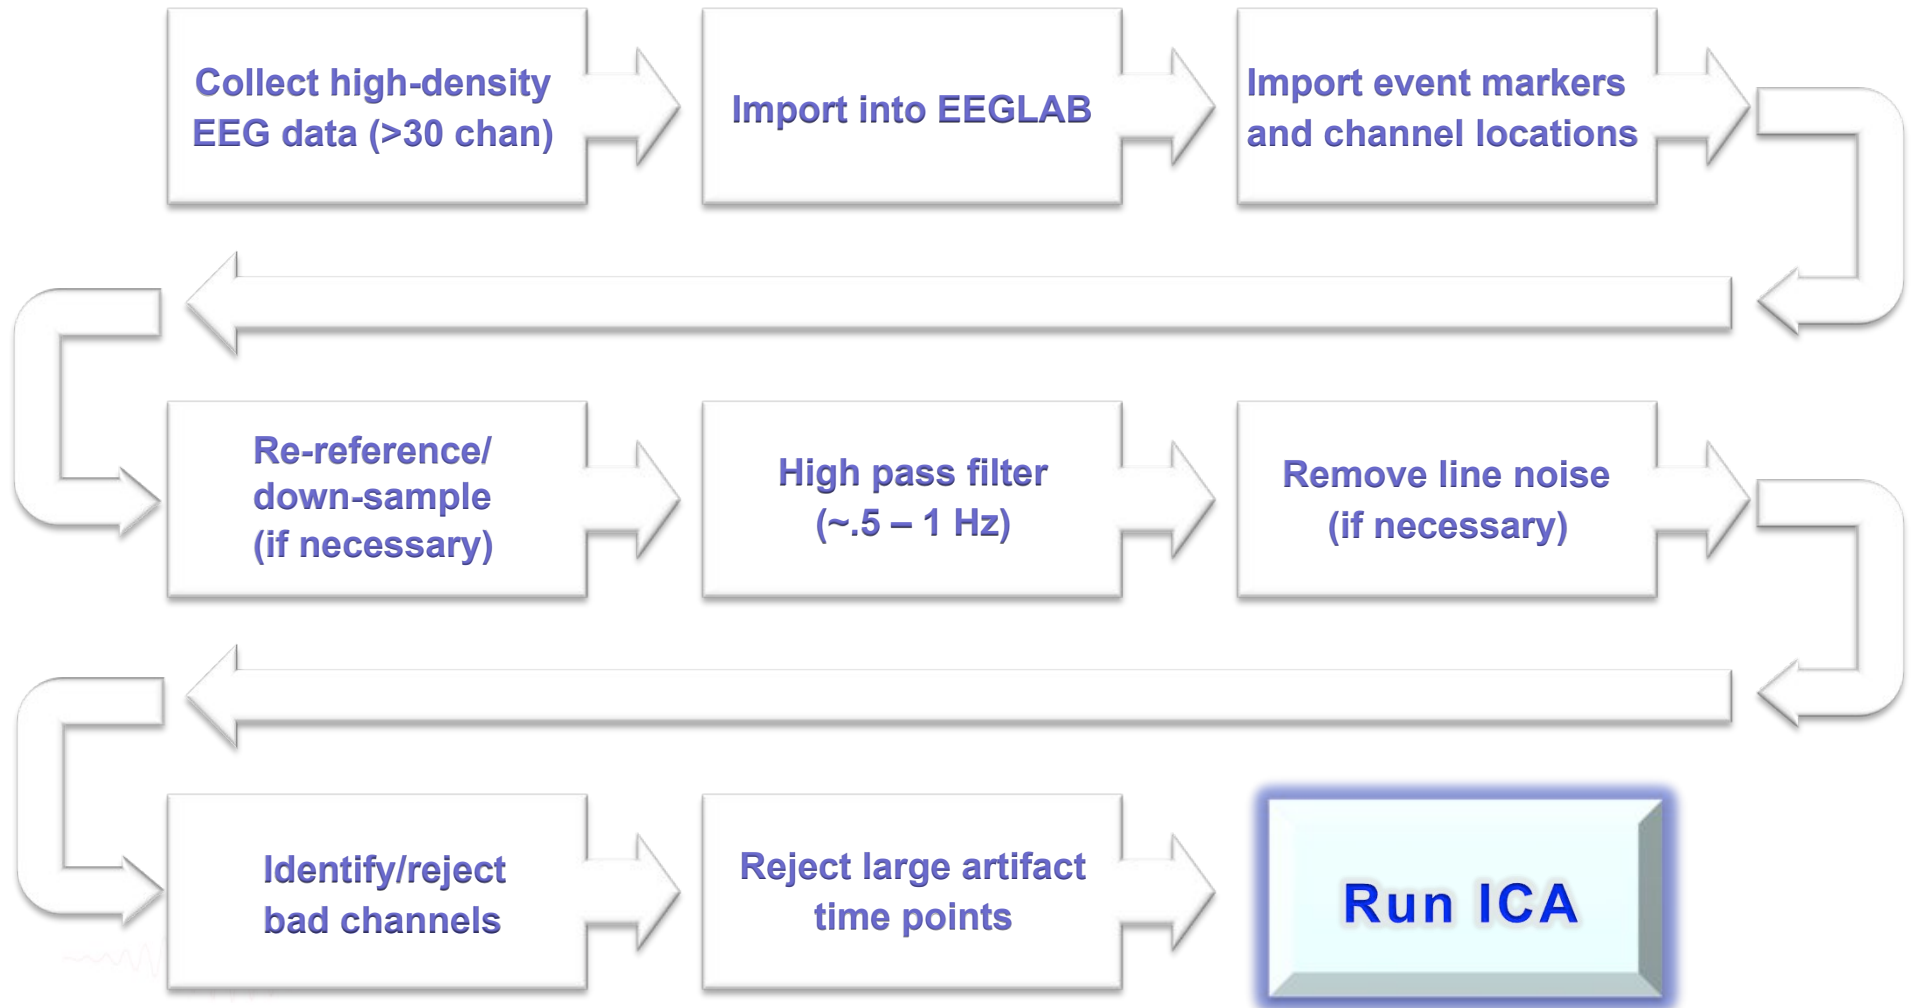 Collect high-density
EEG data (>30 chan)
Import into EEGLAB
Import event markers
and channel locations
Re-reference/
down-sample
(if necessary)
High pass filter
(~.5 – 1 Hz)
Remove line noise
(if necessary)
Identify/reject
bad channels
Reject large artifact
time points
Run ICA